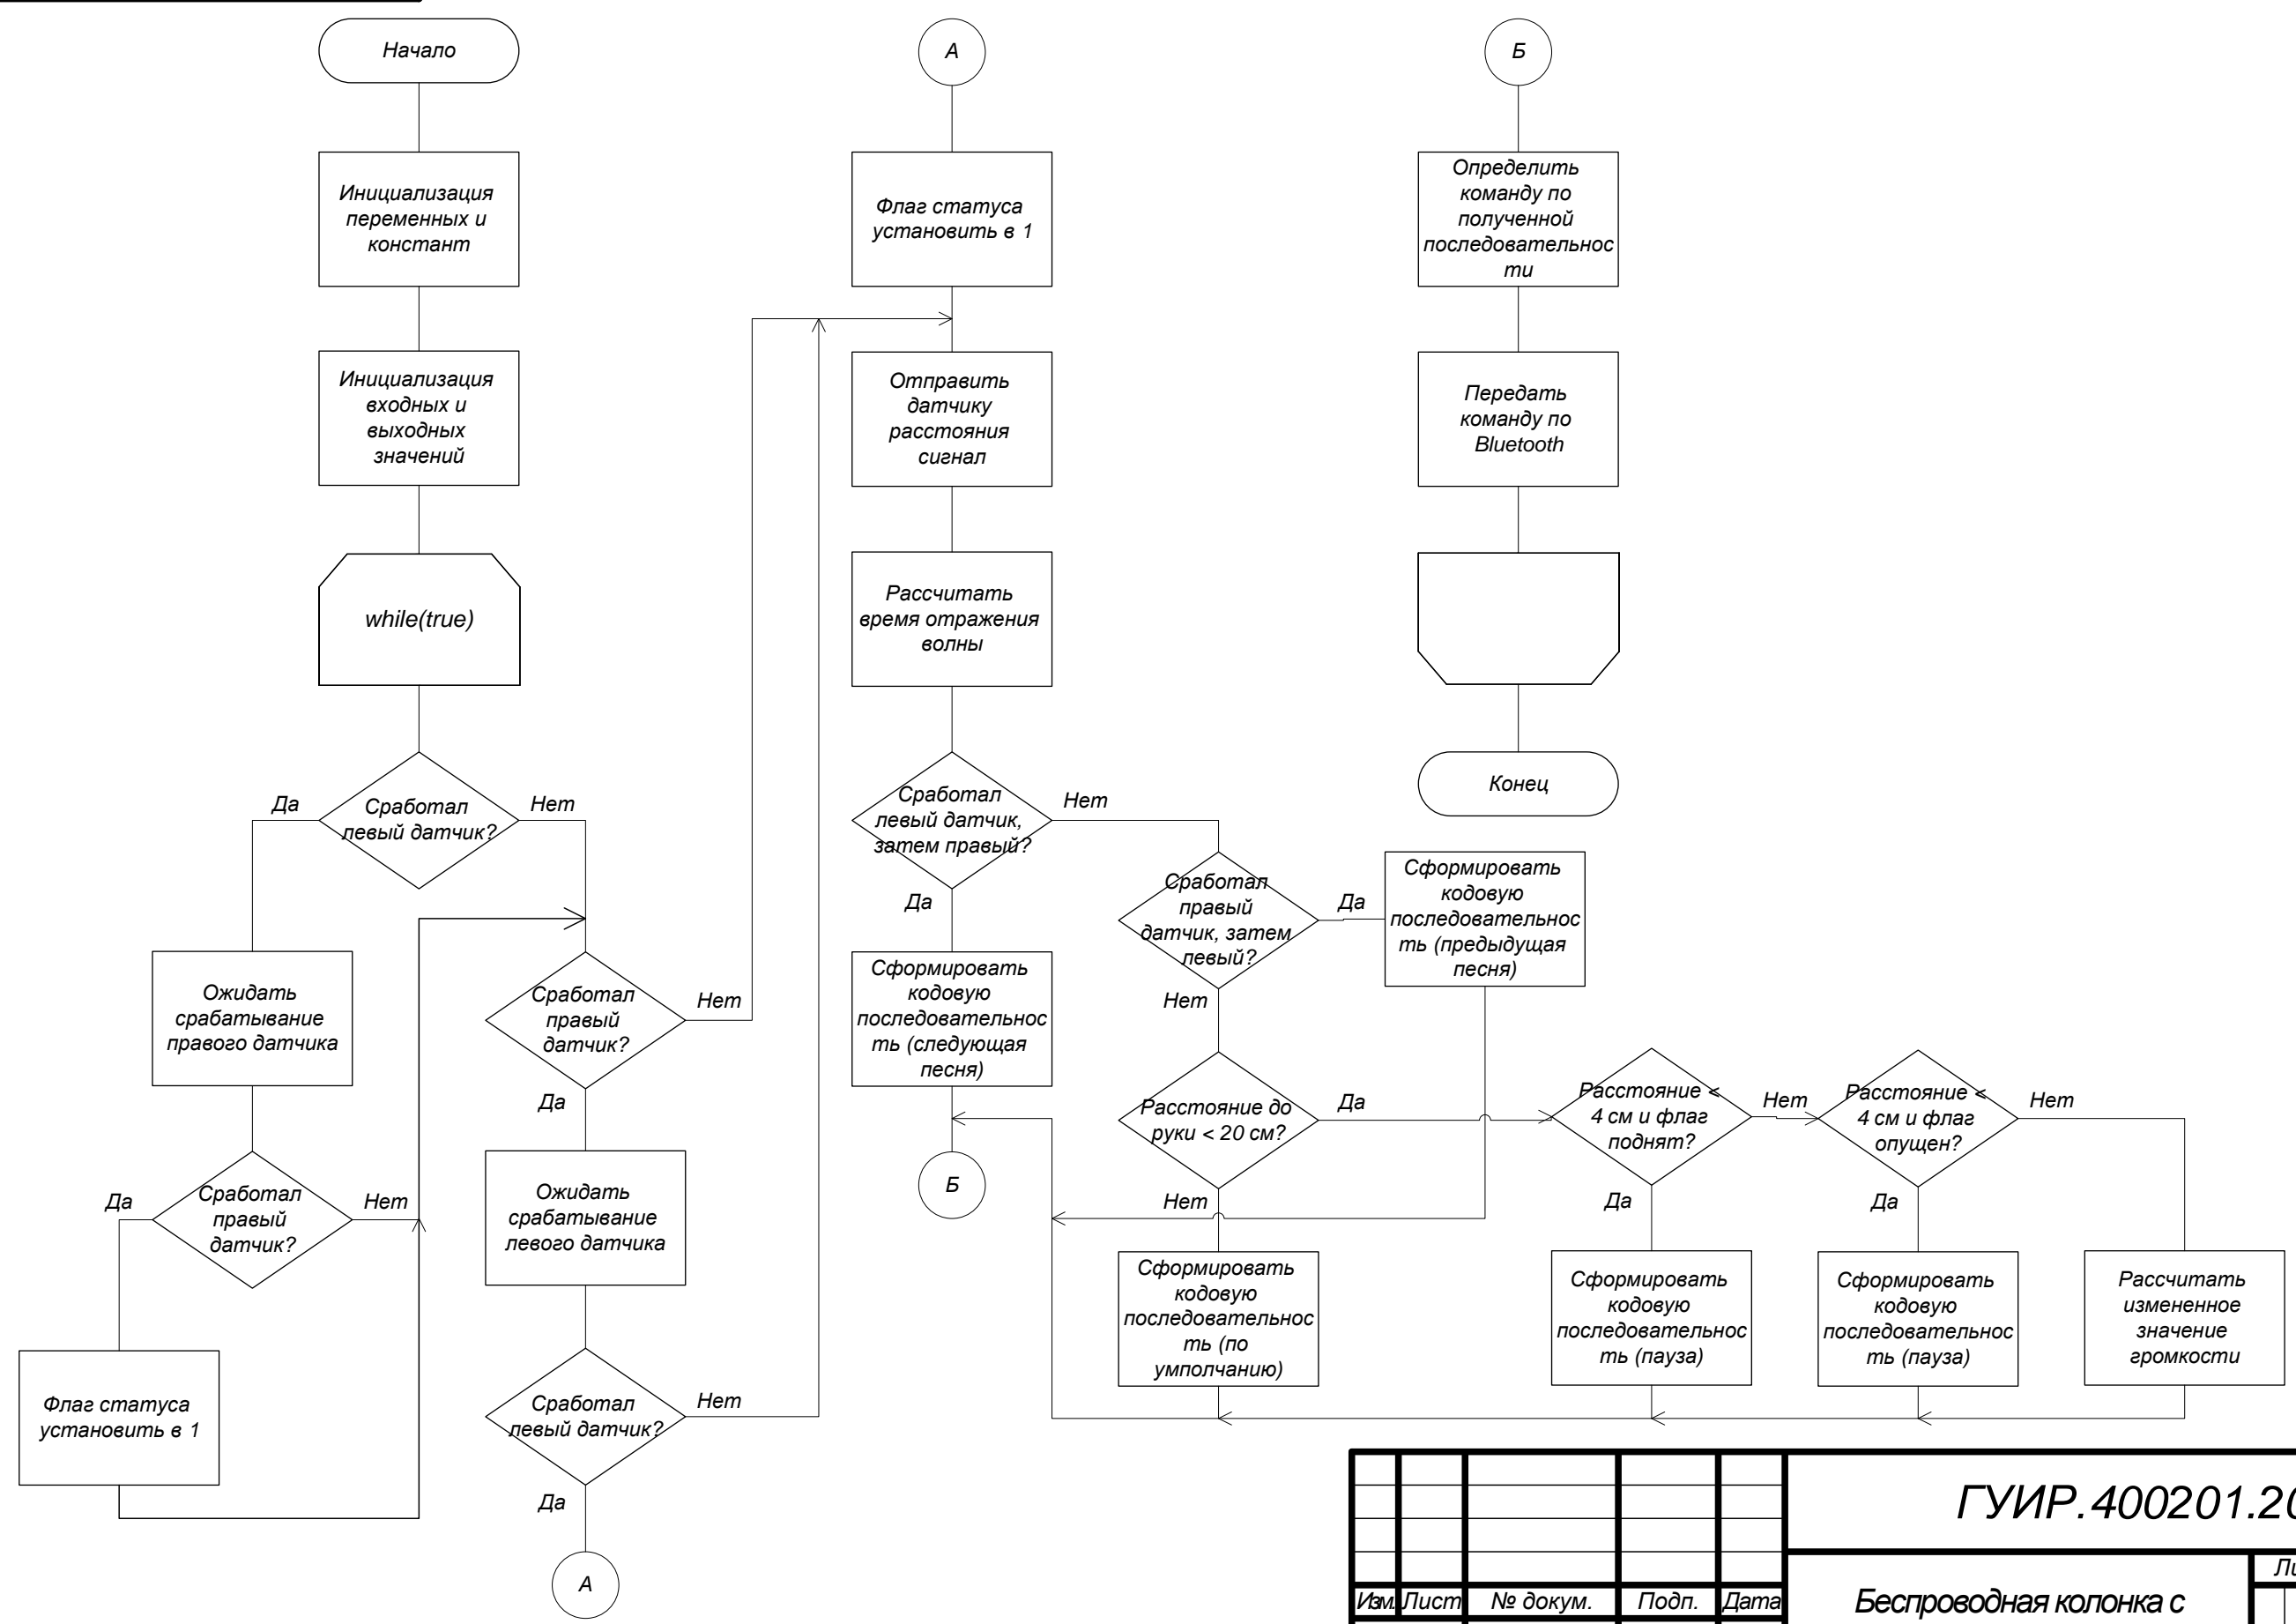 Начало
Инициализация
переменных и
констант
Инициализация
входных и
выходных
значений
while(true)
Сработал
левый датчик?
Да
Нет
Ожидать
срабатывание
правого датчика
Сработал
правый
датчик?
Да
Нет
Флаг статуса
установить в 1
Сработал
правый
датчик?
Нет
Да
Ожидать
срабатывание
левого датчика
Сработал
левый датчик?
Нет
Да
А
А
Флаг статуса
установить в 1
Отправить
датчику
расстояния
сигнал
Рассчитать
время отражения
волны
Сработал
левый датчик,
затем правый?
Нет
Да
Сформировать
кодовую
последовательнос
ть (следующая
песня)
Б
Сработал
правый
датчик, затем
левый?
Да
Нет
Сформировать
кодовую
последовательнос
ть (предыдущая
песня)
Расстояние до
руки < 20 см?
Да
Нет
Сформировать
кодовую
последовательнос
ть (по
умполчанию)
Расстояние <
4 см и флаг
поднят?
Нет
Да
Сформировать
кодовую
последовательнос
ть (пауза)
Расстояние <
4 см и флаг
опущен?
Нет
Да
Сформировать
кодовую
последовательнос
ть (пауза)
Рассчитать
измененное
значение
громкости
Б
Определить
команду по
полученной
последовательнос
ти
Передать
команду по
Bluetooth
Конец
ГУИР.400201.20
Изм. Лист № докум. Подп. Дата
Беспроводная колонка с